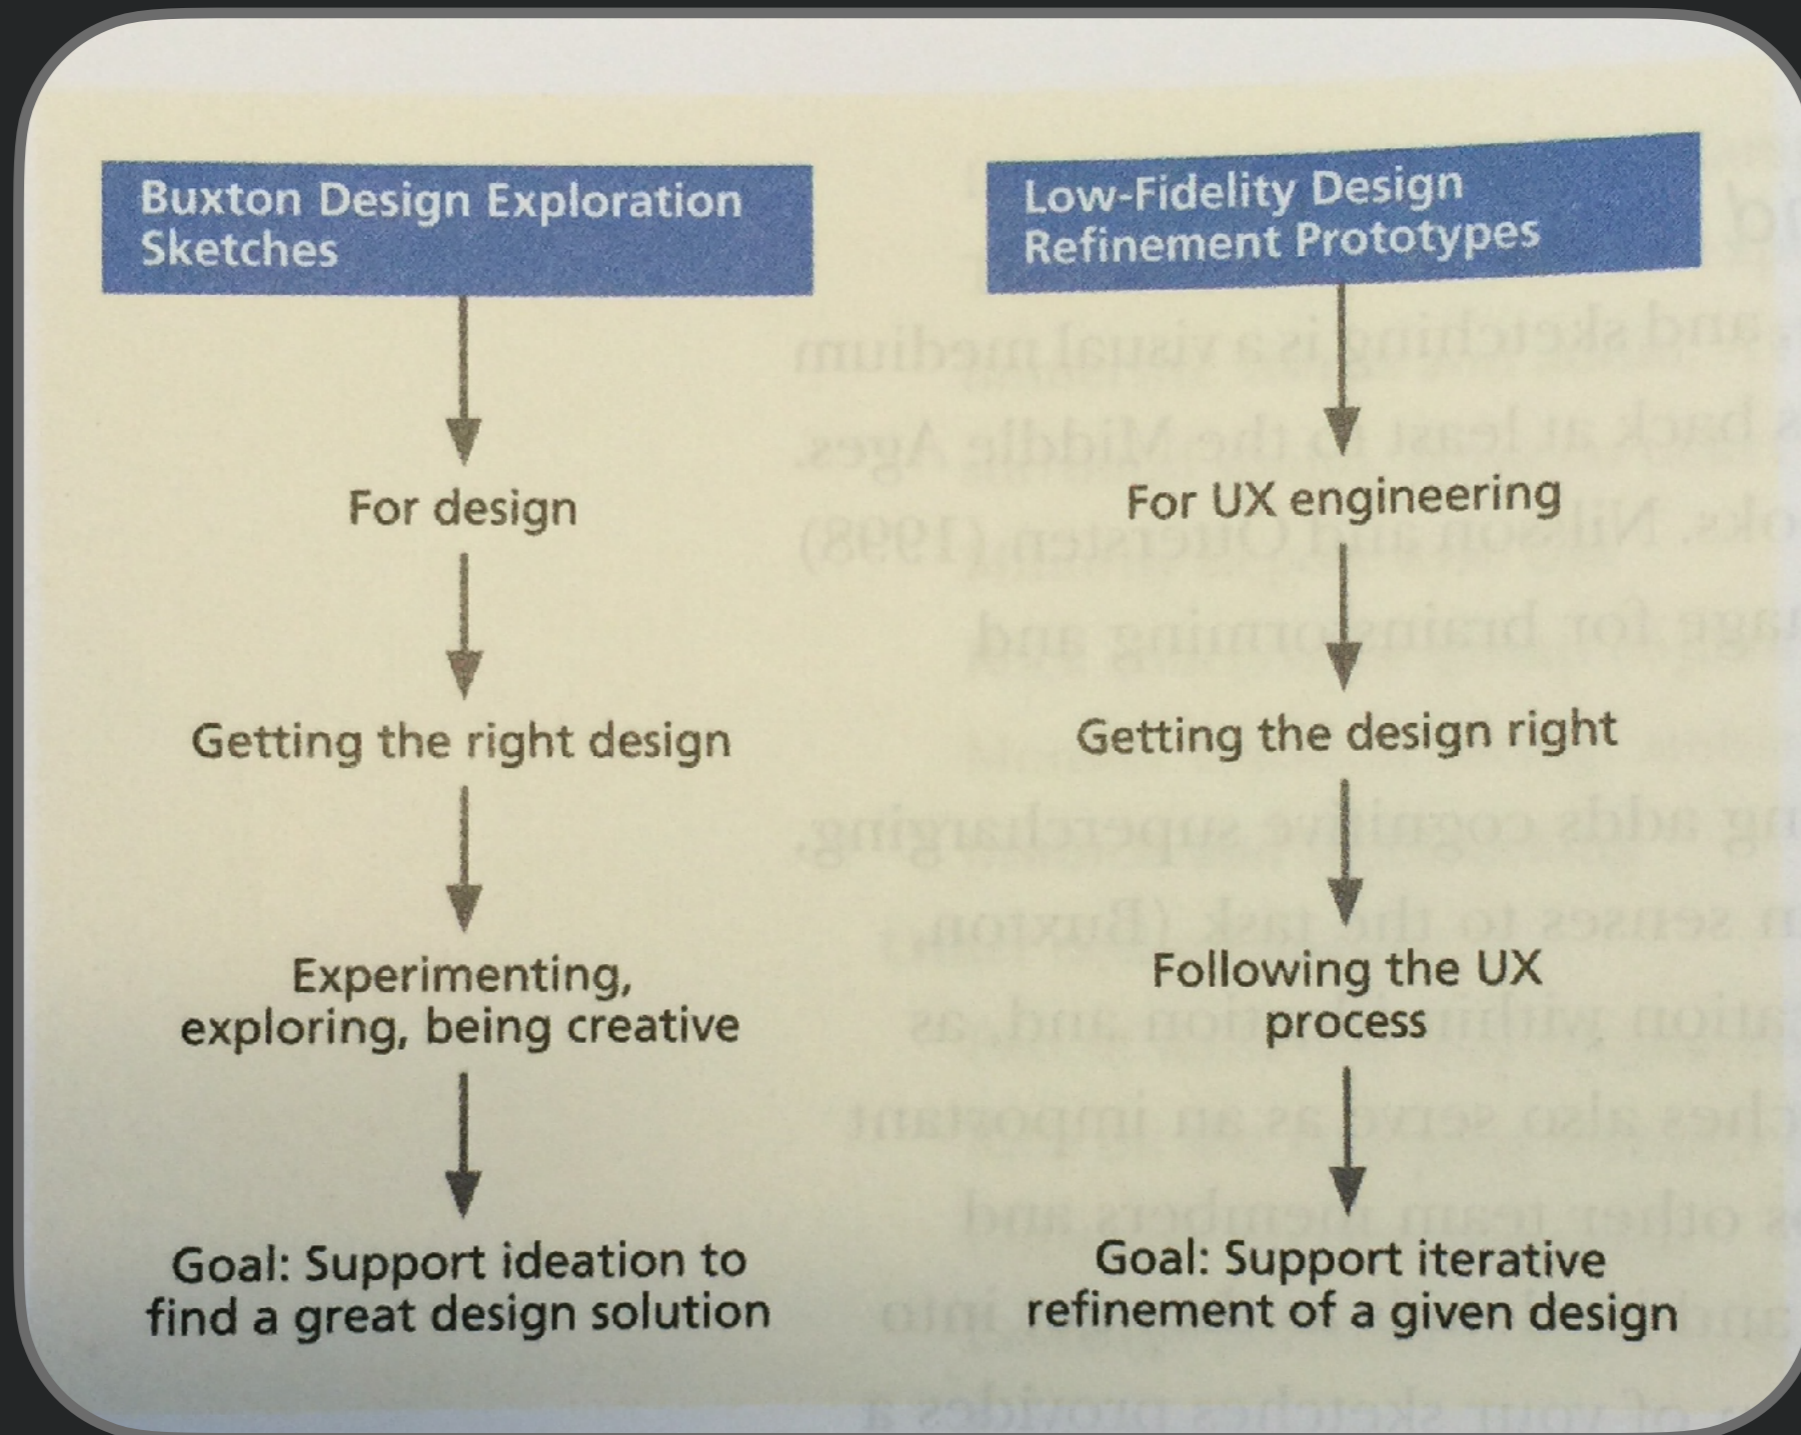 Buxton Design Exploration
Sketches
For design
Getting the right design
Experimenting,
exploring, being creative
Goal: Support ideation to
find a great design solution
Low-Fidelity Design
Refinement Prototypes
For UX engineering
Getting the design right
Following the UX
process
Goal: Support iterative
refinement of a given design